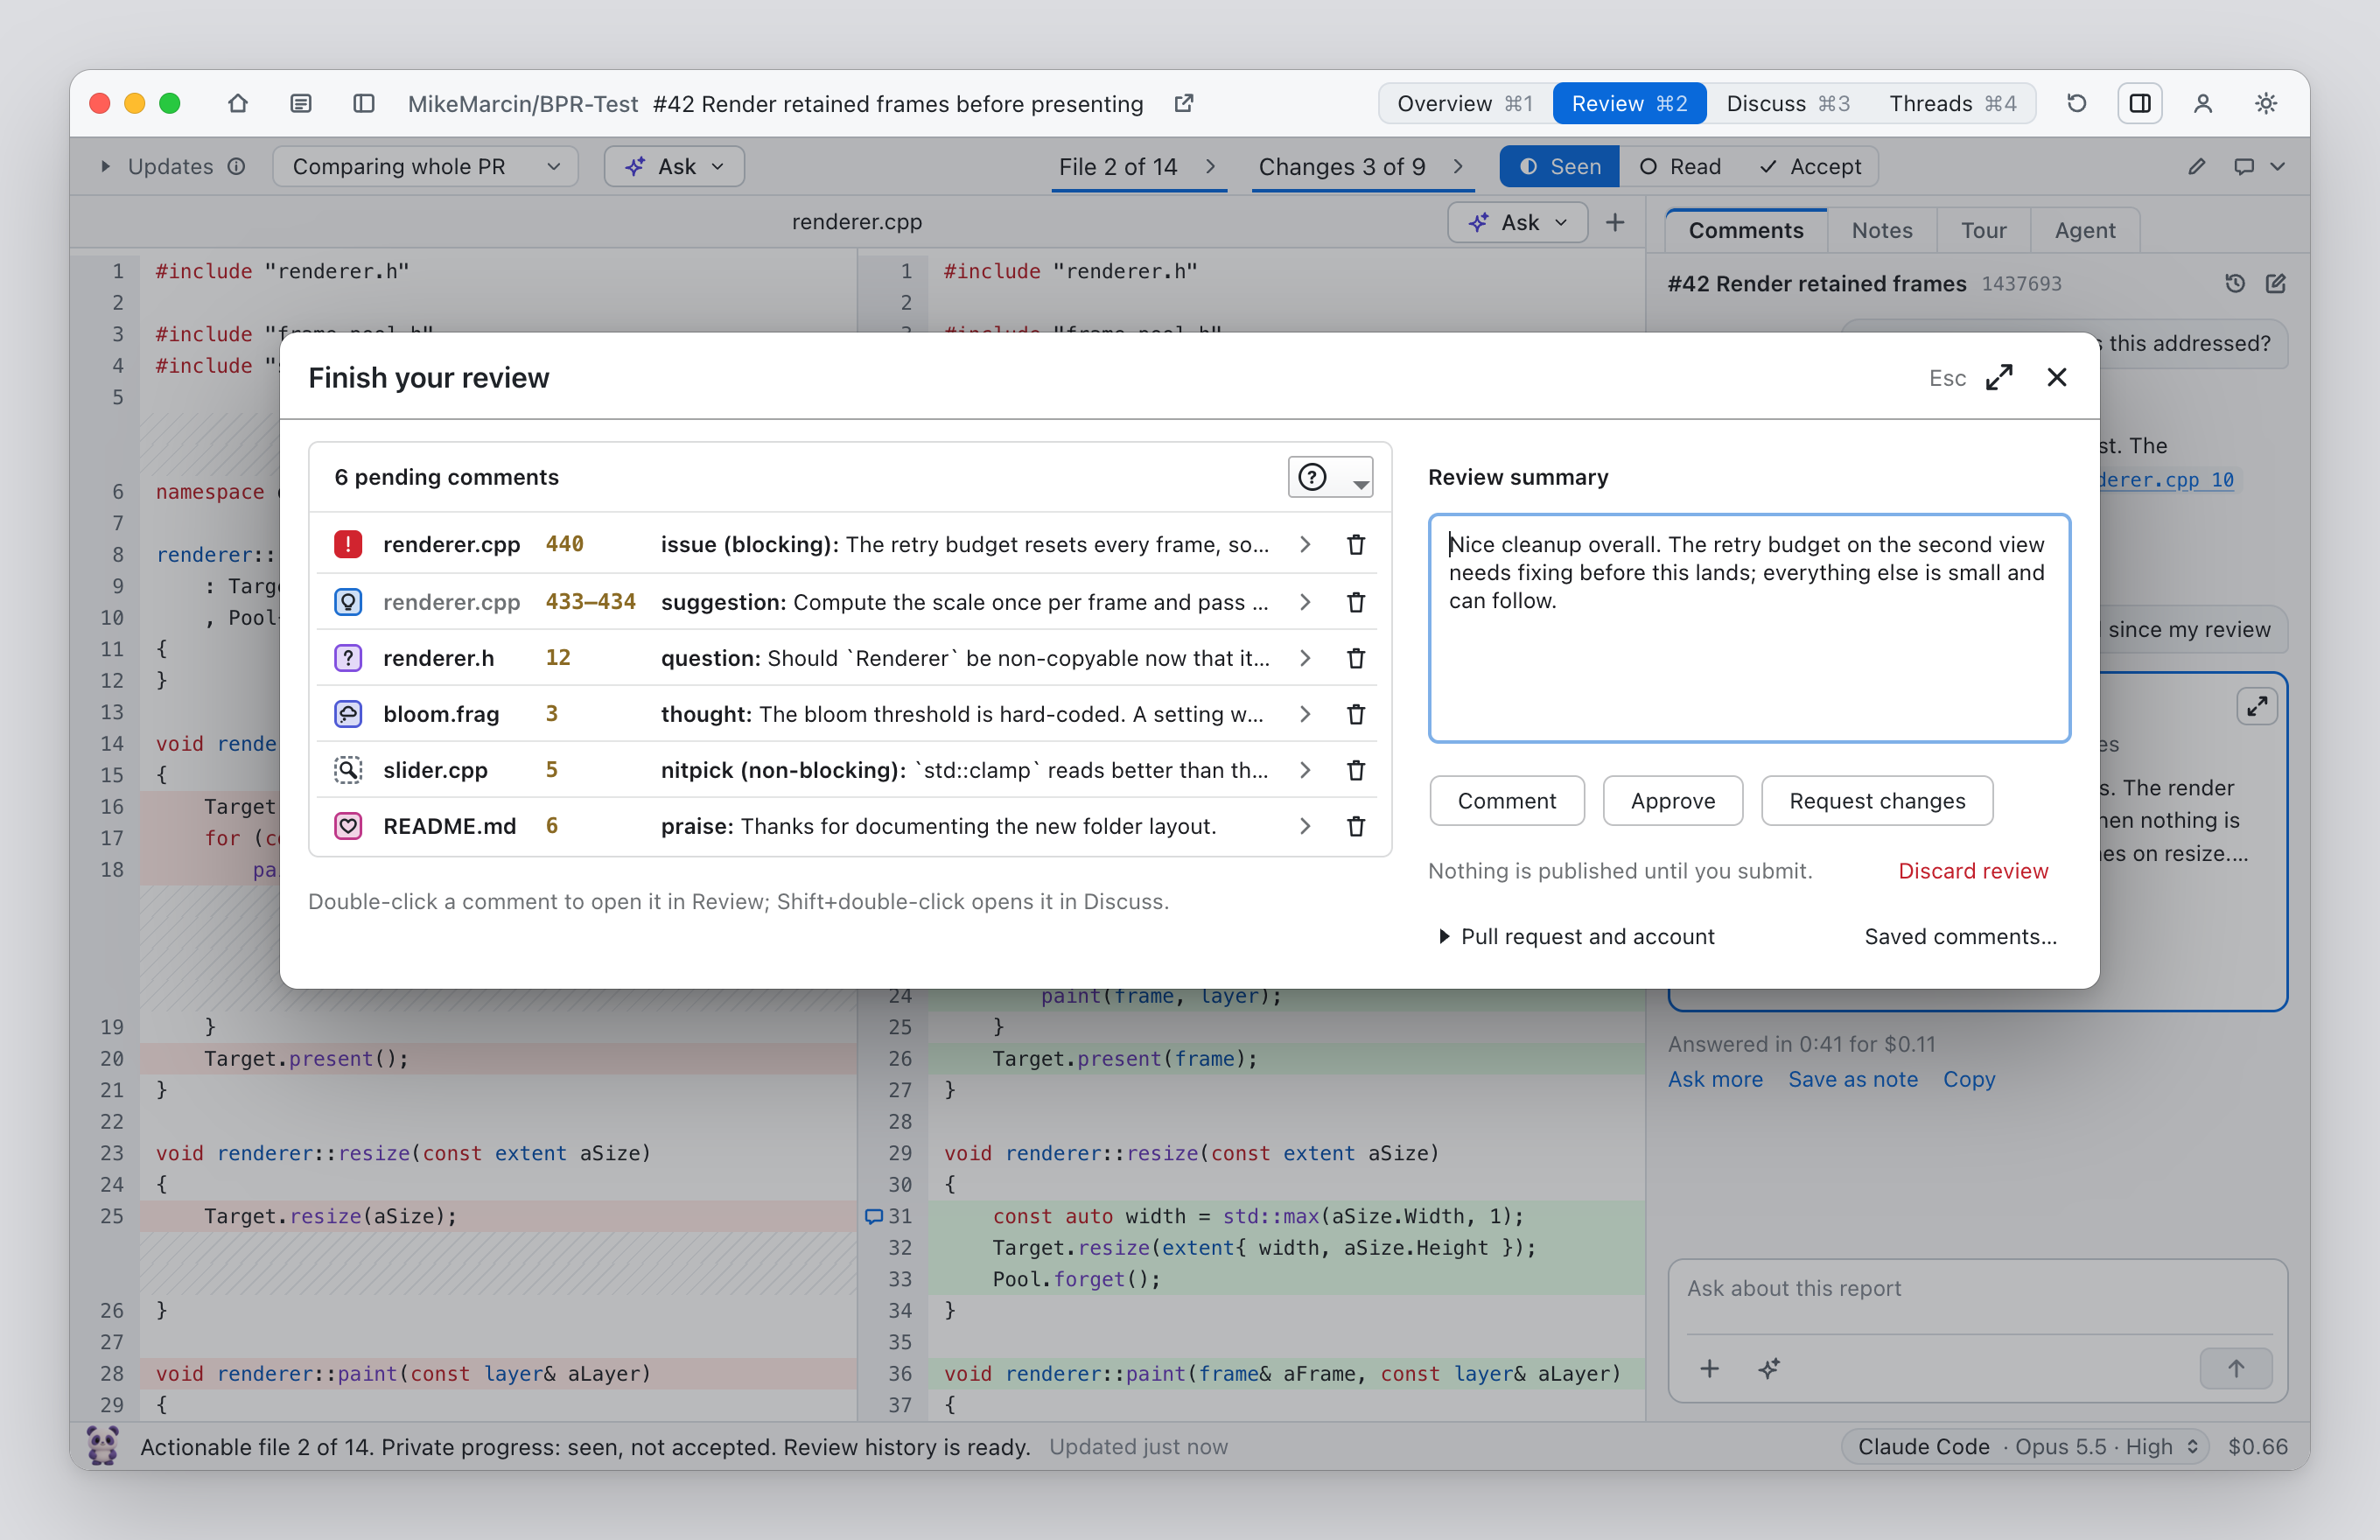 MikeMarcin/BPR-Test #42 Render retained frames before presenting
Overview ⌘1 Review ⌘2 Discuss ⌘3 Threads ⌘4
Updates Comparing whole PR Ask File 2 of 14 Changes 3 of 9 Seen Read Accept
renderer.cpp Ask
Comments Notes Tour Agent
#42 Render retained frames 1437693
1 #include "renderer.h" 1 #include "renderer.h"
2 2
3 #include
4 #include
5
this addressed?
Finish your review Esc
6 pending comments
renderer.cpp 440 issue (blocking): The retry budget resets every frame, so...
renderer.cpp 433–434 suggestion: Compute the scale once per frame and pass ...
renderer.h 12 question: Should `Renderer` be non-copyable now that it...
bloom.frag 3 thought: The bloom threshold is hard-coded. A setting w...
slider.cpp 5 nitpick (non-blocking): `std::clamp` reads better than th...
README.md 6 praise: Thanks for documenting the new folder layout.
Double-click a comment to open it in Review; Shift+double-click opens it in Discuss.
Review summary
Nice cleanup overall. The retry budget on the second view
needs fixing before this lands; everything else is small and
can follow.
Comment Approve Request changes
Nothing is published until you submit. Discard review
Pull request and account Saved comments...
st. The
derer.cpp 10
since my review
es
s. The render
hen nothing is
es on resize....
6 namespace
7
8 renderer::
9 : Targ
10 , Pool
11 {
12 }
13
14 void rende
15 {
16 Target
17 for (c
18 pa
24 paint(frame, layer);
19 } 25 }
20 Target.present(); 26 Target.present(frame);
21 } 27 }
22 28
23 void renderer::resize(const extent aSize) 29 void renderer::resize(const extent aSize)
24 { 30 {
25 Target.resize(aSize); 31 const auto width = std::max(aSize.Width, 1);
32 Target.resize(extent{ width, aSize.Height });
33 Pool.forget();
26 } 34 }
27 35
28 void renderer::paint(const layer& aLayer) 36 void renderer::paint(frame& aFrame, const layer& aLayer)
29 { 37 {
Answered in 0:41 for $0.11
Ask more Save as note Copy
Ask about this report
Actionable file 2 of 14. Private progress: seen, not accepted. Review history is ready. Updated just now
Claude Code · Opus 5.5 · High $0.66